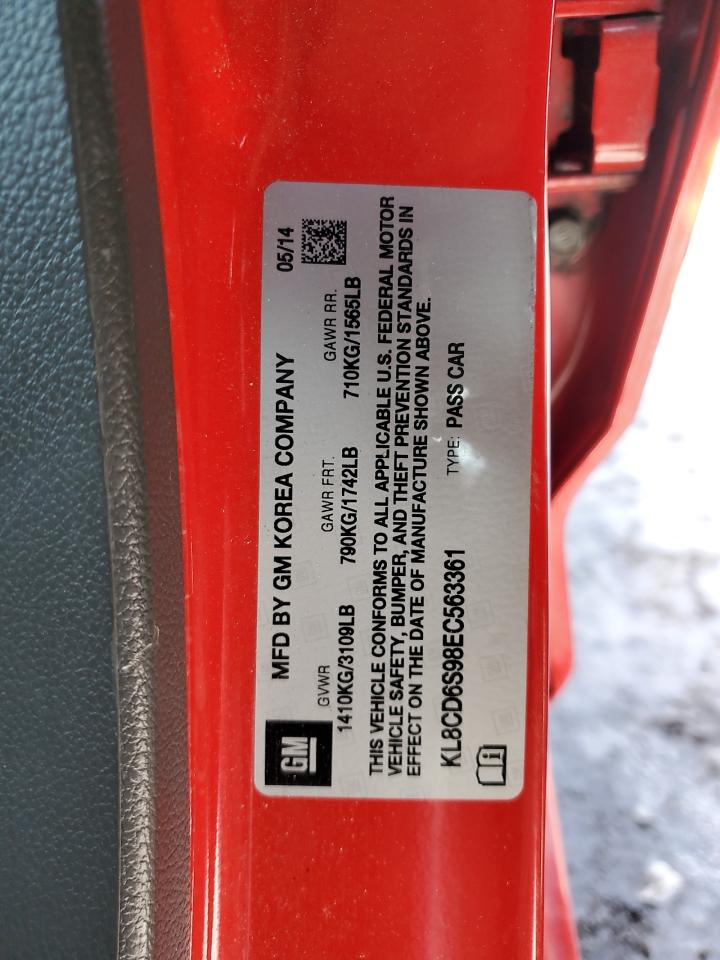 GM
MFD BY GM KOREA COMPANY
05/14
GVWR
GAWR FRT.
GAWR RR.
1410KG/3109LB
790KG/1742LB
710KG/1565LB
THIS VEHICLE CONFORMS TO ALL APPLICABLE U.S. FEDERAL MOTOR
VEHICLE SAFETY, BUMPER, AND THEFT PREVENTION STANDARDS IN
EFFECT ON THE DATE OF MANUFACTURE SHOWN ABOVE.
KL8CD6S98EC563361
TYPE: PASS CAR